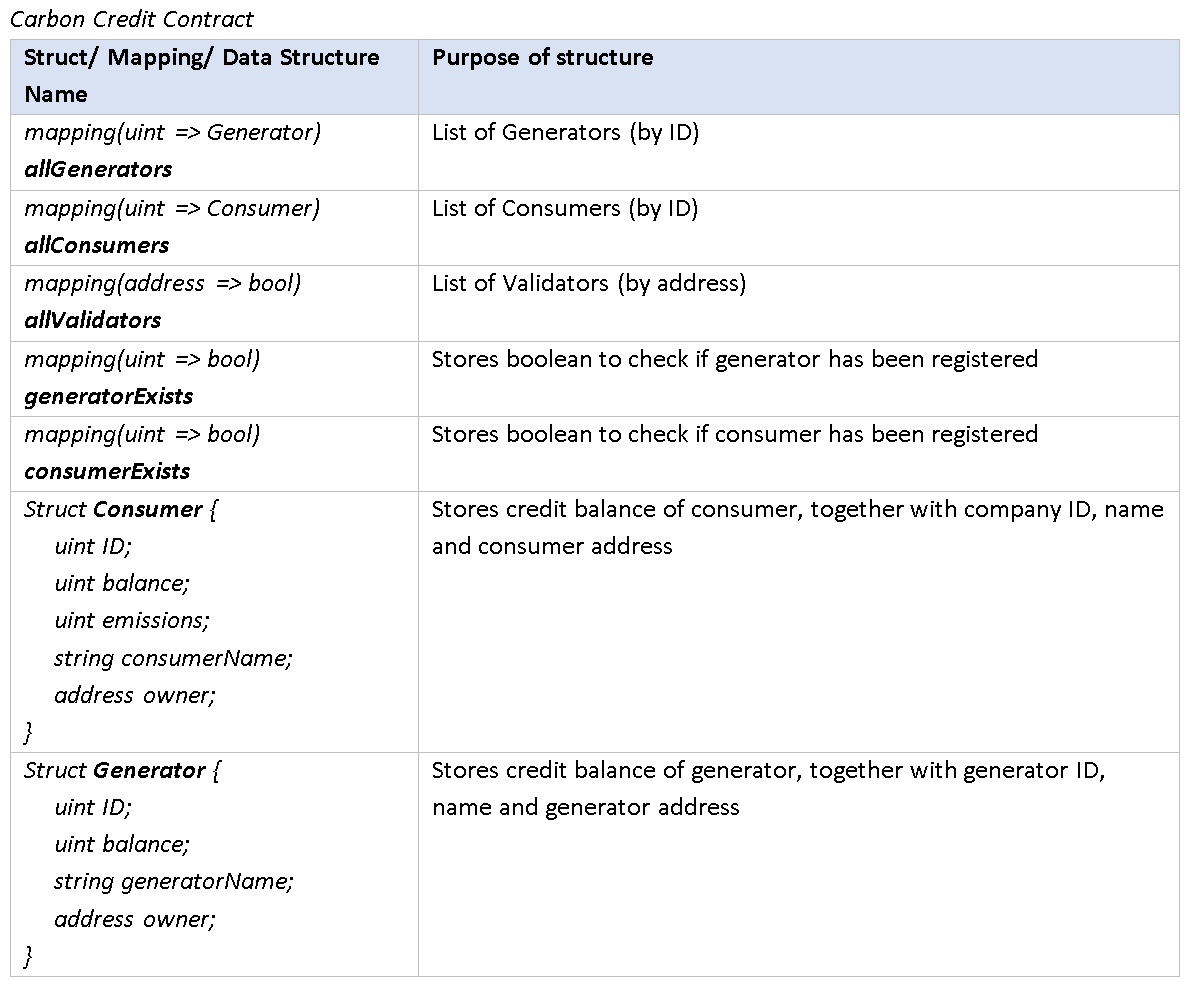 Carbon Credit Contract
Struct/ Mapping/ Data Structure
Name
Purpose of structure
mapping(uint => Generator)
allGenerators
List of Generators (by ID)
mapping(uint => Consumer)
allConsumers
List of Consumers (by ID)
mapping(address => bool)
allValidators
List of Validators (by address)
mapping(uint => bool)
generatorExists
Stores boolean to check if generator has been registered
mapping(uint => bool)
consumerExists
Stores boolean to check if consumer has been registered
Struct Consumer {
uint ID;
uint balance;
uint emissions;
string consumerName;
address owner;
}
Stores credit balance of consumer, together with company ID, name
and consumer address
Struct Generator {
uint ID;
uint balance;
string generatorName;
address owner;
}
Stores credit balance of generator, together with generator ID,
name and generator address